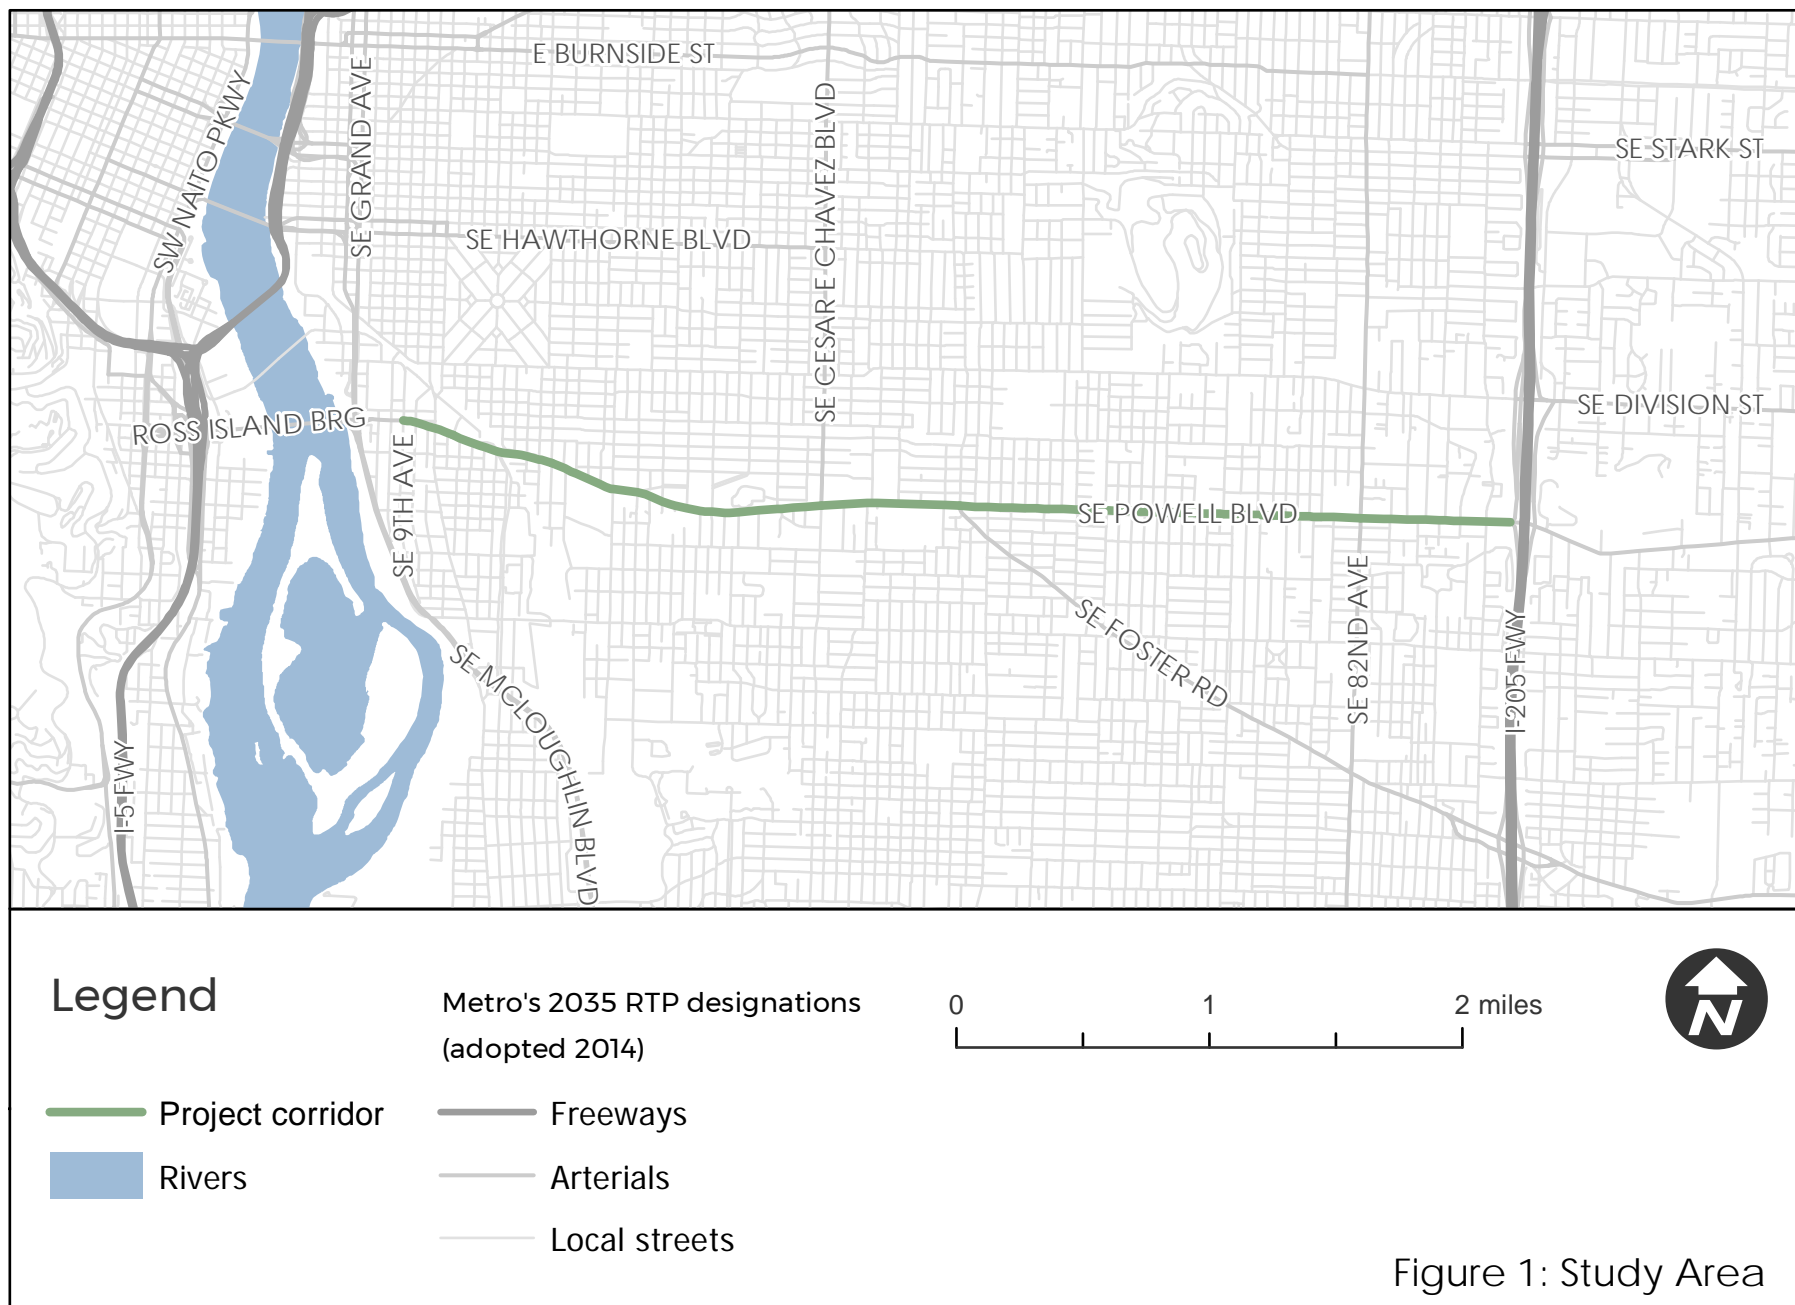 E BURNSIDE ST
SE GRAND AVE
SW NAITO PKWY
SE CESAR E CHAVEZ BLVD
SE STARK ST
SE HAWTHORNE BLVD
SE DIVISION ST
ROSS ISLAND BRG
SE 9TH AVE
SE POWELL BLVD
SE FOSTER RD
SE 82ND AVE
I-205 FWY
SE MCLOUGHLIN BLVD
I-5 FWY
Legend
Metro's 2035 RTP designations
(adopted 2014)
0 1 2 miles
N
Project corridor
Freeways
Rivers
Arterials
Local streets
Figure 1: Study Area